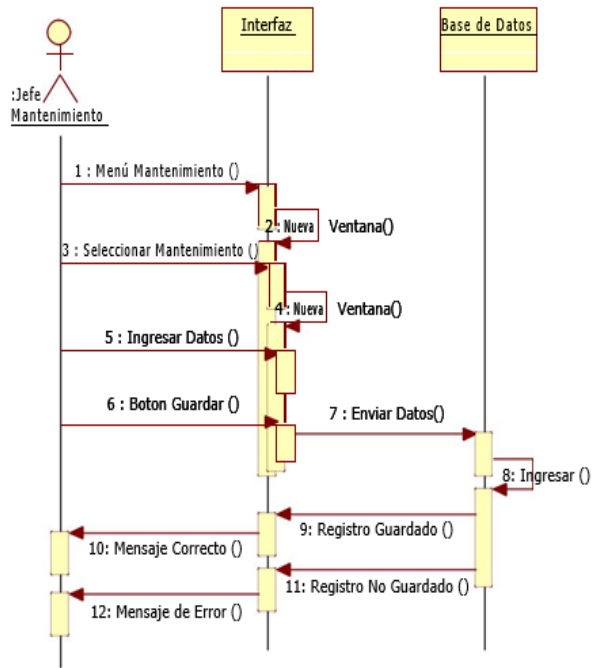 Interfaz
Base de Datos
:Jefe
Mantenimiento
1 : Menú Mantenimiento ()
2 : Nueva Ventana()
3 : Seleccionar Mantenimiento ()
4 : Nueva Ventana()
5 : Ingresar Datos ()
6 : Boton Guardar ()
7 : Enviar Datos()
8: Ingresar ()
9: Registro Guardado ()
10: Mensaje Correcto ()
11: Registro No Guardado ()
12: Mensaje de Error ()